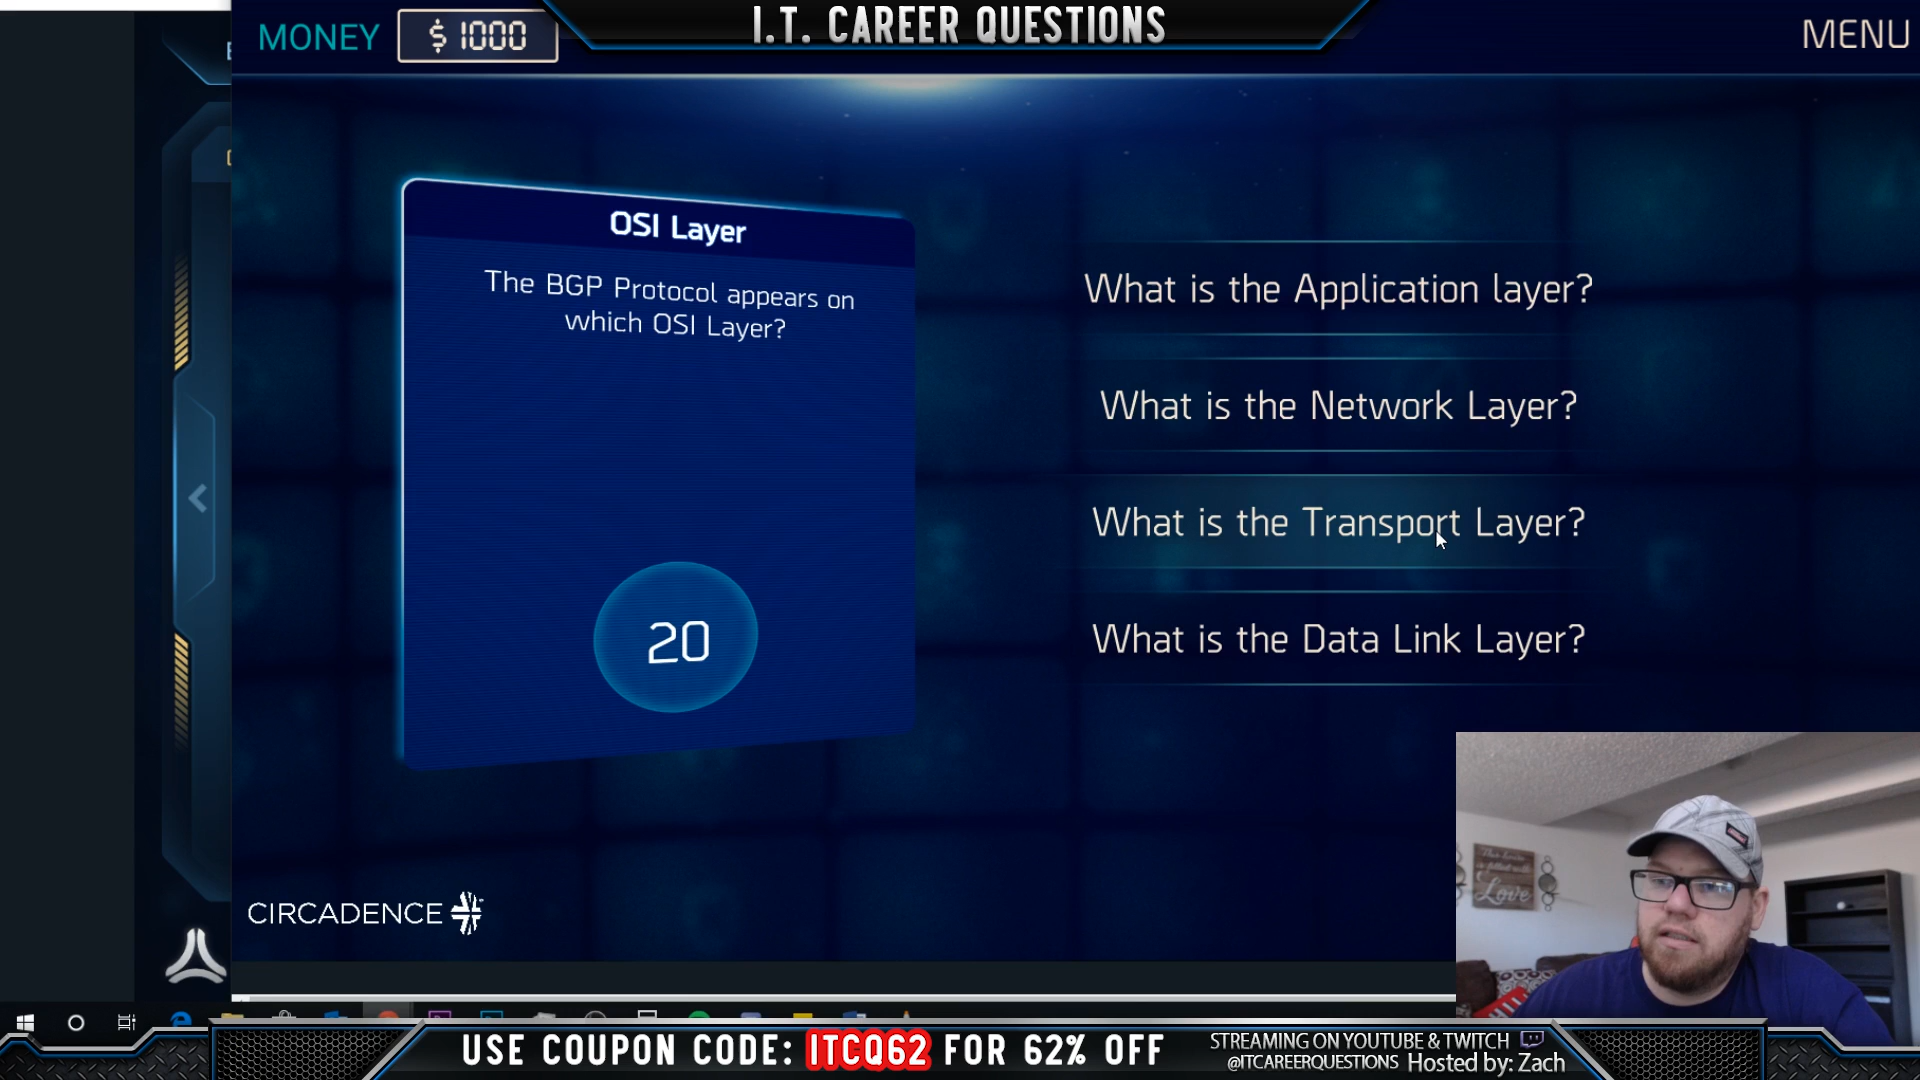 I.T. CAREER QUESTIONS
MONEY
$ 1000
MENU
OSI Layer
The BGP Protocol appears on
which OSI Layer?
20
What is the Application layer?
What is the Network Layer?
What is the Transport Layer?
What is the Data Link Layer?
CIRCADENCE
Love
USE COUPON CODE: ITCQ62 FOR 62% OFF
STREAMING ON YOUTUBE & TWITCH
@ITCAREERQUESTIONS Hosted by: Zach